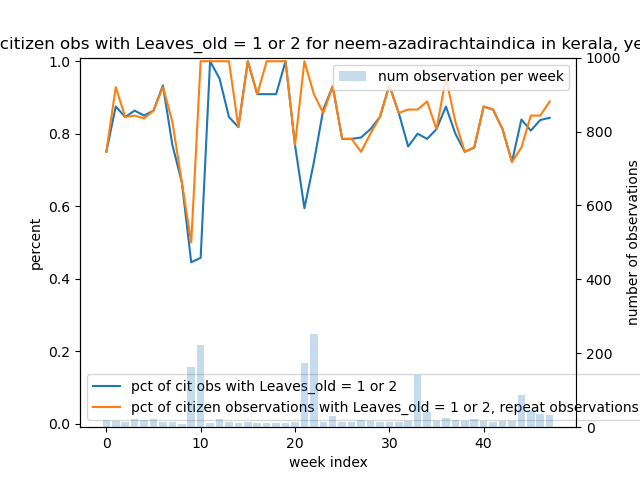 citizen obs with Leaves_old = 1 or 2 for neem-azadirachtaindica in kerala, ye
num observation per week
1.0
0.8
0.6
0.4
0.2
0.0
percent
1000
800
600
400
200
0
number of observations
pct of cit obs with Leaves_old = 1 or 2
pct of citizen observations with Leaves_old = 1 or 2, repeat observations
0 10 20 30 40
week index